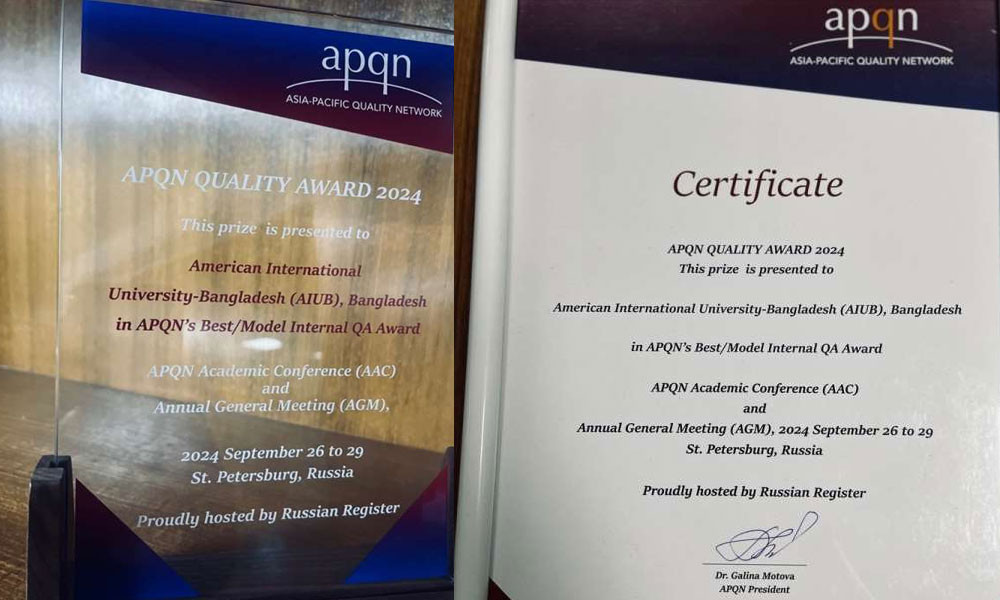 apqn
ASIA-PACIFIC QUALITY NETWORK
APQN QUALITY AWARD 2024
This prize is presented to
American International
University-Bangladesh (AIUB), Bangladesh
in APQN's Best/Model Internal QA Award
APQN Academic Conference (AAC)
and
Annual General Meeting (AGM),
2024 September 26 to 29
St. Petersburg, Russia
Proudly hosted by Russian Register
apqn
ASIA-PACIFIC QUALITY NETWORK
Certificate
APQN QUALITY AWARD 2024
This prize is presented to
American International University-Bangladesh (AIUB), Bangladesh
in APQN's Best/Model Internal QA Award
APQN Academic Conference (AAC)
and
Annual General Meeting (AGM), 2024 September 26 to 29
St. Petersburg, Russia
Proudly hosted by Russian Register
Dr. Galina Motova
APQN President